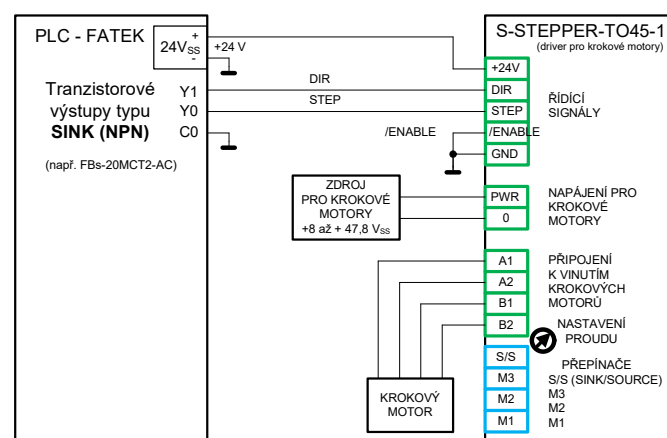 PLC - FATEK
24VSS
+
-
+24 V
Tranzistorové
výstupy typu
SINK (NPN)
(např. FBs-20MCT2-AC)
Y1
Y0
C0
DIR
STEP
/ENABLE
S-STEPPER-TO45-1
(driver pro krokové motory)
+24V
DIR
STEP
/ENABLE
GND
ŘÍDÍCÍ
SIGNÁLY
ZDROJ
PRO KROKOVÉ
MOTORY
+8 až + 47,8 VSS
PWR
0
NAPÁJENÍ PRO
KROKOVÉ
MOTORY
A1
A2
B1
B2
PŘIPOJENÍ
K VINUTÍM
KROKOVÝCH
MOTORŮ
NASTAVENÍ
PROUDU
KROKOVÝ
MOTOR
S/S
M3
M2
M1
PŘEPÍNAČE
S/S (SINK/SOURCE)
M3
M2
M1